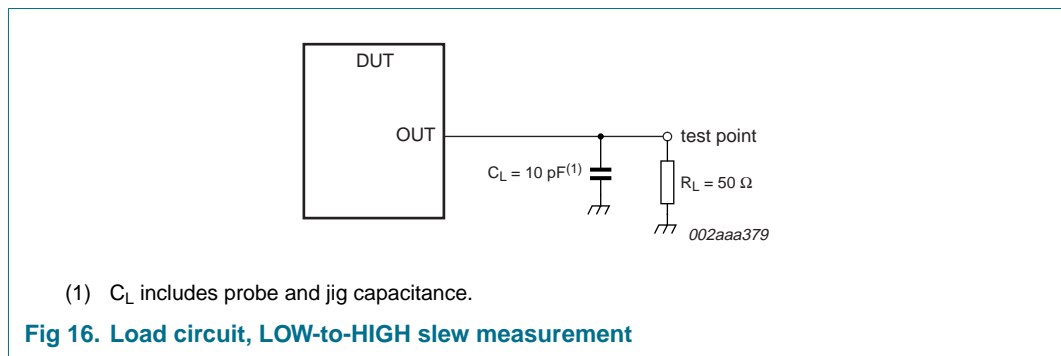 DUT
OUT
test point
C_L = 10 pF(1)
R_L = 50 Ω
002aaa379
(1) C_L includes probe and jig capacitance.
Fig 16. Load circuit, LOW-to-HIGH slew measurement